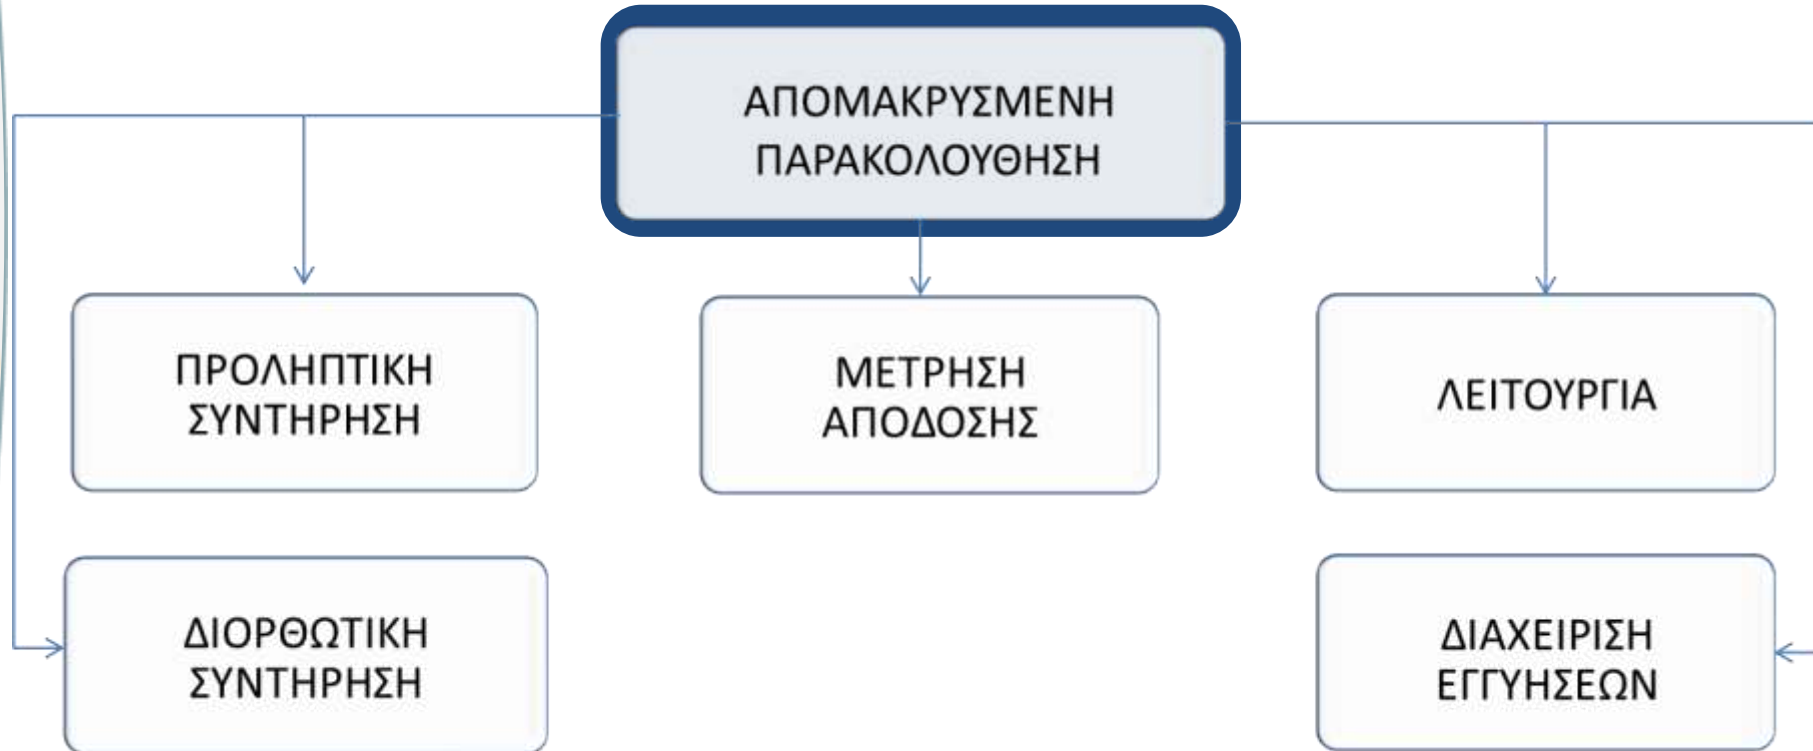 ΑΠΟΜΑΚΡΥΣΜΕΝΗ
ΠΑΡΑΚΟΛΟΥΘΗΣΗ
ΠΡΟΛΗΠΤΙΚΗ
ΣΥΝΤΗΡΗΣΗ
ΜΕΤΡΗΣΗ
ΑΠΟΔΟΣΗΣ
ΛΕΙΤΟΥΡΓΙΑ
ΔΙΟΡΘΩΤΙΚΗ
ΣΥΝΤΗΡΗΣΗ
ΔΙΑΧΕΙΡΙΣΗ
ΕΓΓΥΗΣΕΩΝ